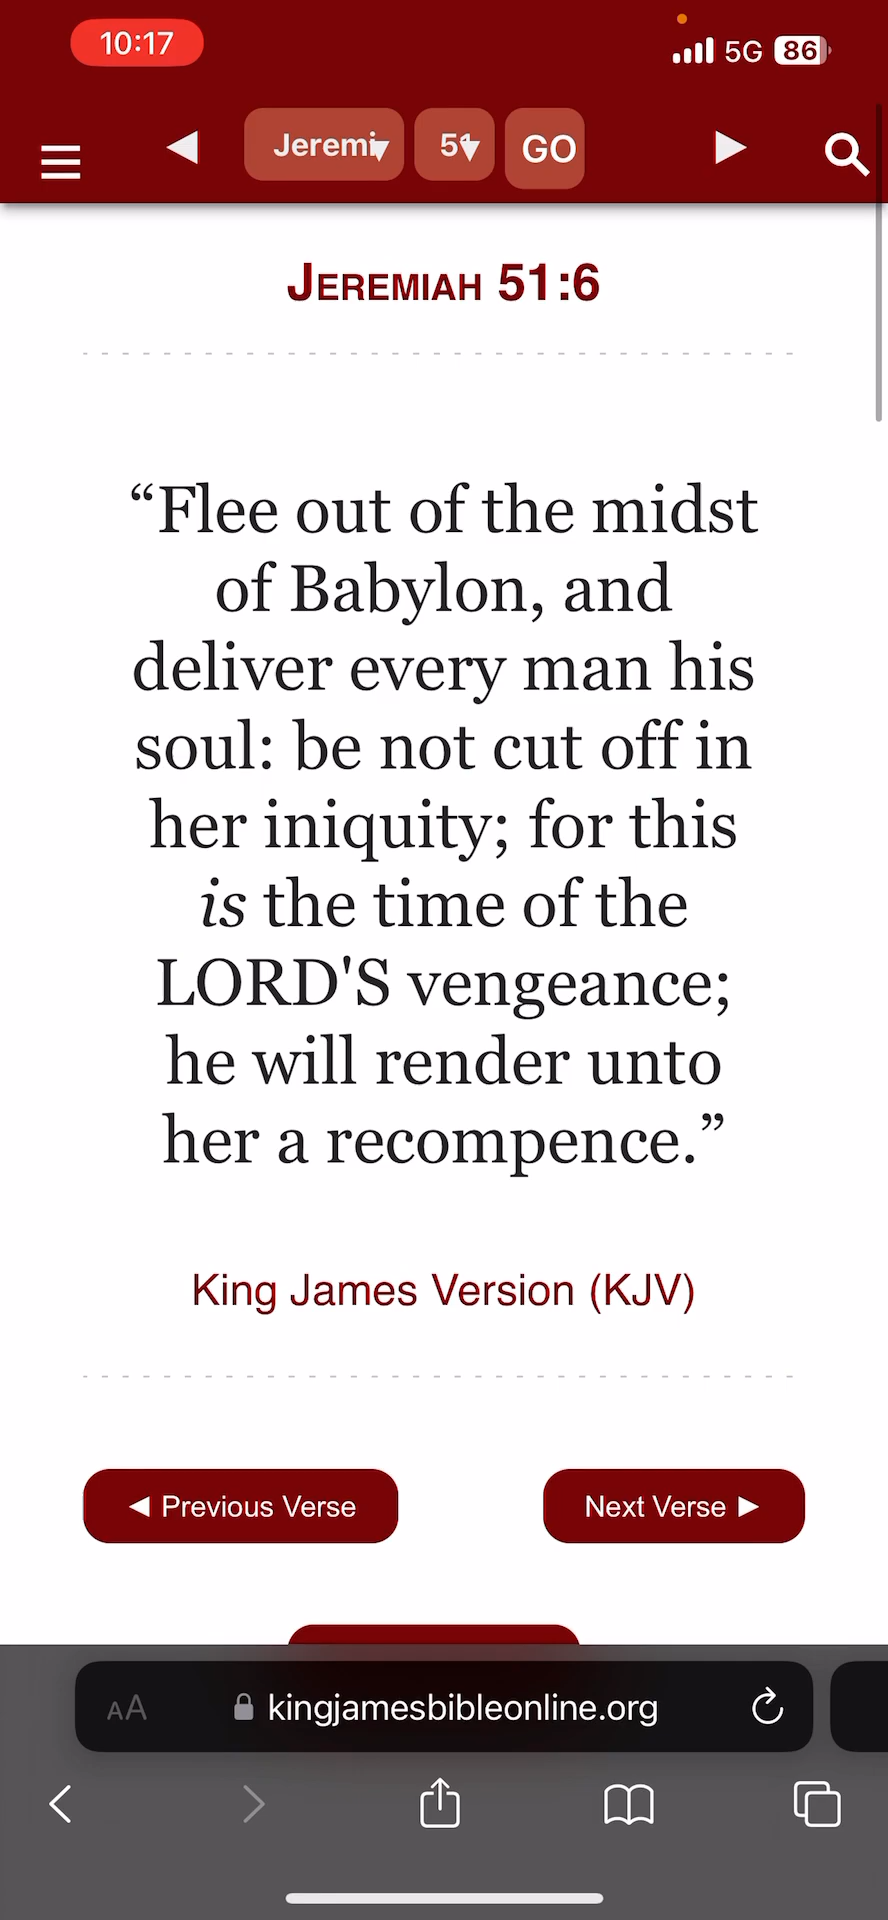 10:17
5G 86
Jeremi 51 GO
JEREMIAH 51:6
“Flee out of the midst
of Babylon, and
deliver every man his
soul: be not cut off in
her iniquity; for this
is the time of the
LORD'S vengeance;
he will render unto
her a recompence.”
King James Version (KJV)
◀ Previous Verse
Next Verse ▶
AA kingjamesbibleonline.org